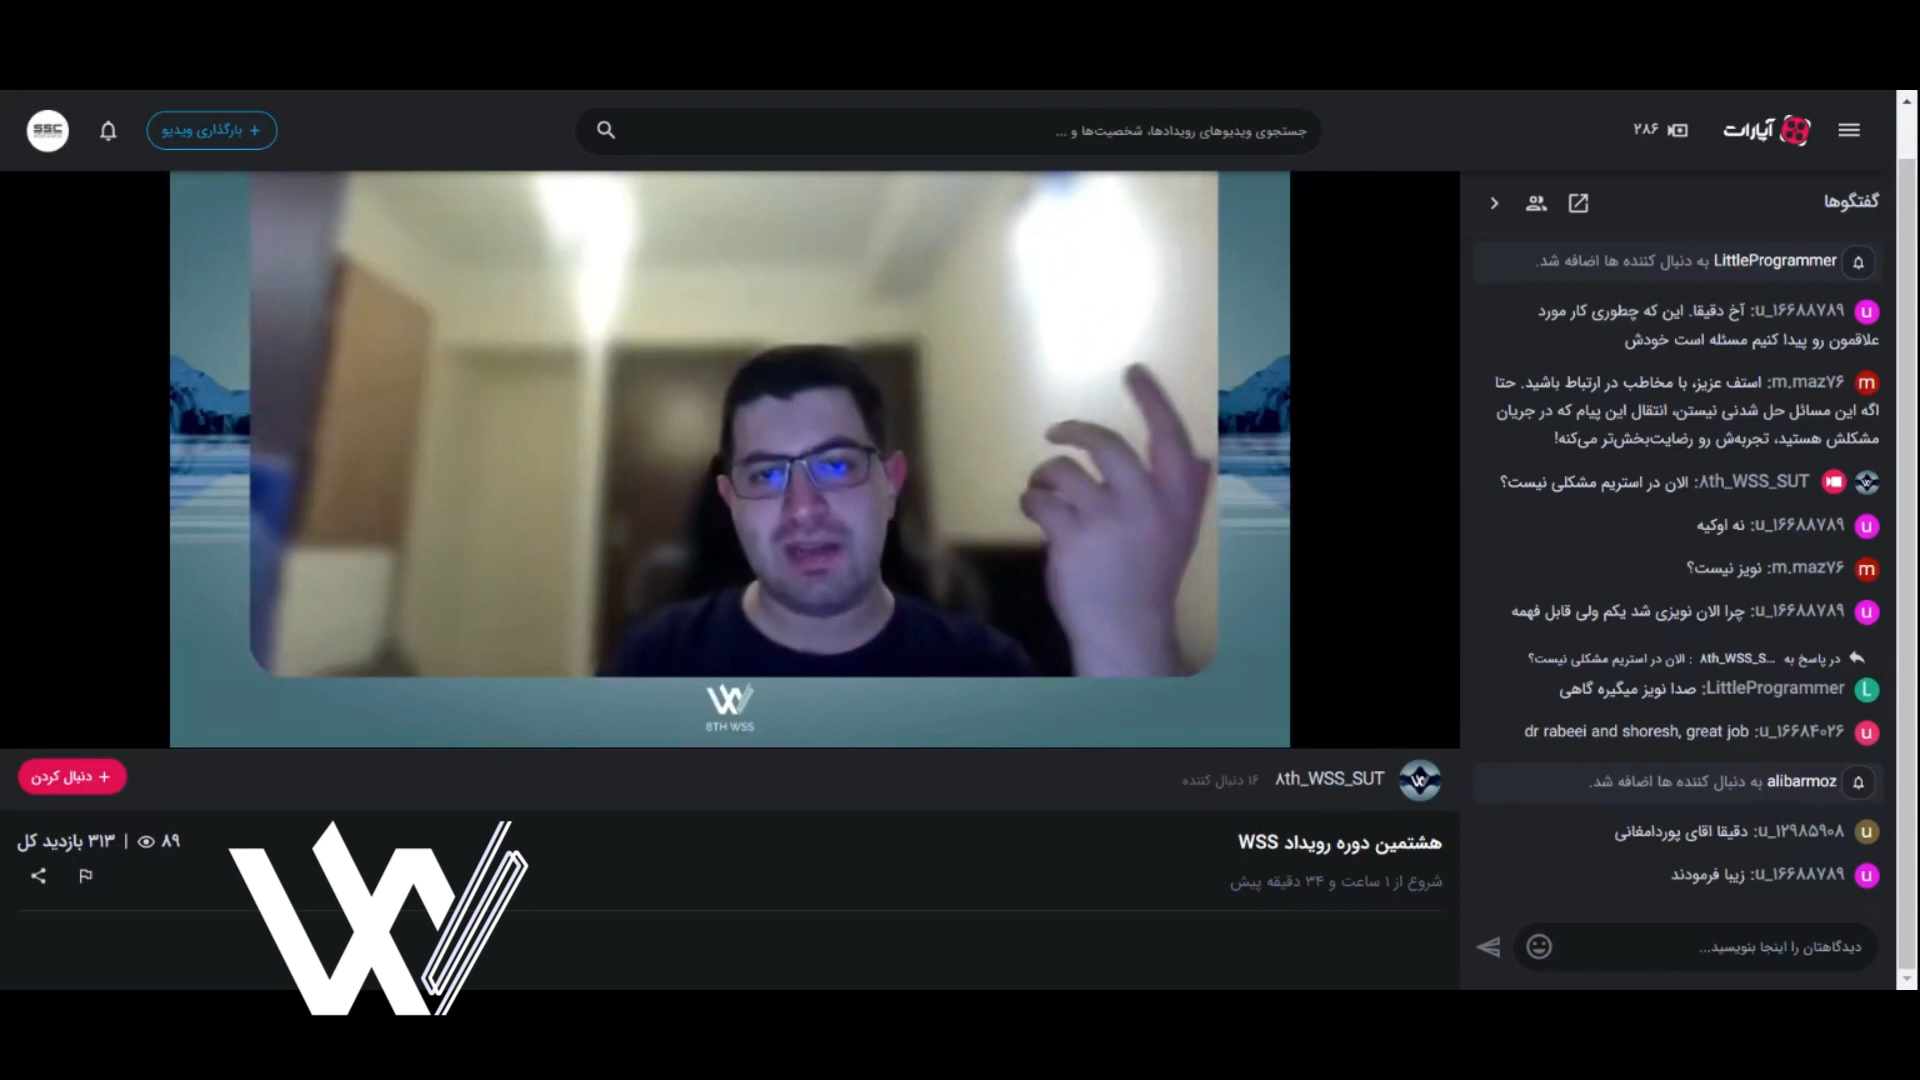 آپارات
۲۸۶
جستجوی ویدیوهای رویدادها، شخصیت‌ها و ...
+ بارگذاری ویدیو
SSC
8TH WSS
+ دنبال کردن
۸th_WSS_SUT ۱۶ دنبال کننده
هشتمین دوره رویداد WSS
شروع از ۱ ساعت و ۳۴ دقیقه پیش
۸۹ | ۳۱۳ بازدید کل
گفتگوها
LittleProgrammer به دنبال کننده ها اضافه شد.
u_۱۶۶۸۸۷۸۹: آخ دقیقا. این که چطوری کار مورد
علاقمون رو پیدا کنیم مسئله است خودش
m.maz۷۶: استف عزیز، با مخاطب در ارتباط باشید. حتا
اگه این مسائل حل شدنی نیستن، انتقال این پیام که در جریان
مشکلش هستید، تجربه‌ش رو رضایت‌بخش‌تر می‌کنه!
۸th_WSS_SUT: الان در استریم مشکلی نیست؟
u_۱۶۶۸۸۷۸۹: نه اوکیه
m.maz۷۶: نویز نیست؟
u_۱۶۶۸۸۷۸۹: چرا الان نویزی شد یکم ولی قابل فهمه
در پاسخ به ۸th_WSS_S... : الان در استریم مشکلی نیست؟
LittleProgrammer: صدا نویز میگیره گاهی
u_۱۶۶۸۴۰۲۶: dr rabeei and shoresh, great job
alibarmoz به دنبال کننده ها اضافه شد.
u_۱۲۹۸۵۹۰۸: دقیقا اقای پوردامغانی
u_۱۶۶۸۸۷۸۹: زیبا فرمودند
دیدگاهتان را اینجا بنویسید...